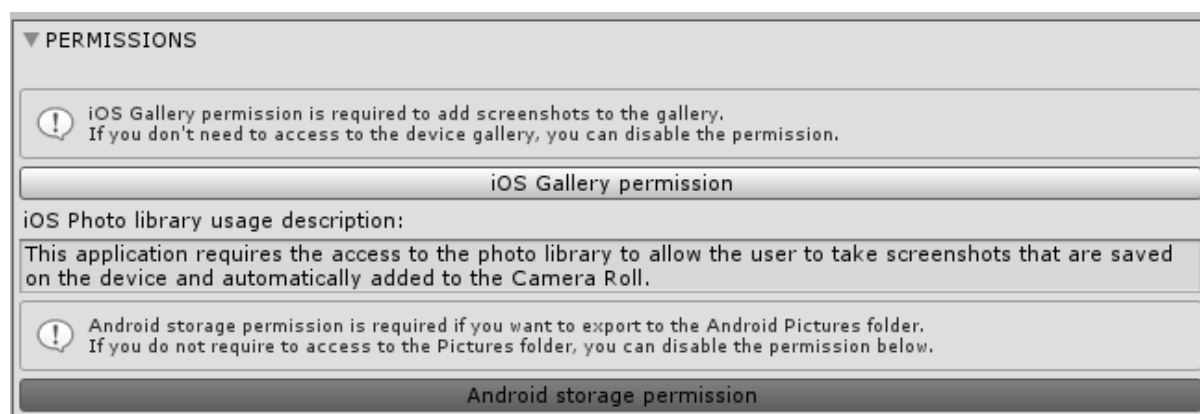 PERMISSIONS
iOS Gallery permission is required to add screenshots to the gallery.
If you don't need to access to the device gallery, you can disable the permission.
iOS Gallery permission
iOS Photo library usage description:
This application requires the access to the photo library to allow the user to take screenshots that are saved
on the device and automatically added to the Camera Roll.
Android storage permission is required if you want to export to the Android Pictures folder.
If you do not require to access to the Pictures folder, you can disable the permission below.
Android storage permission